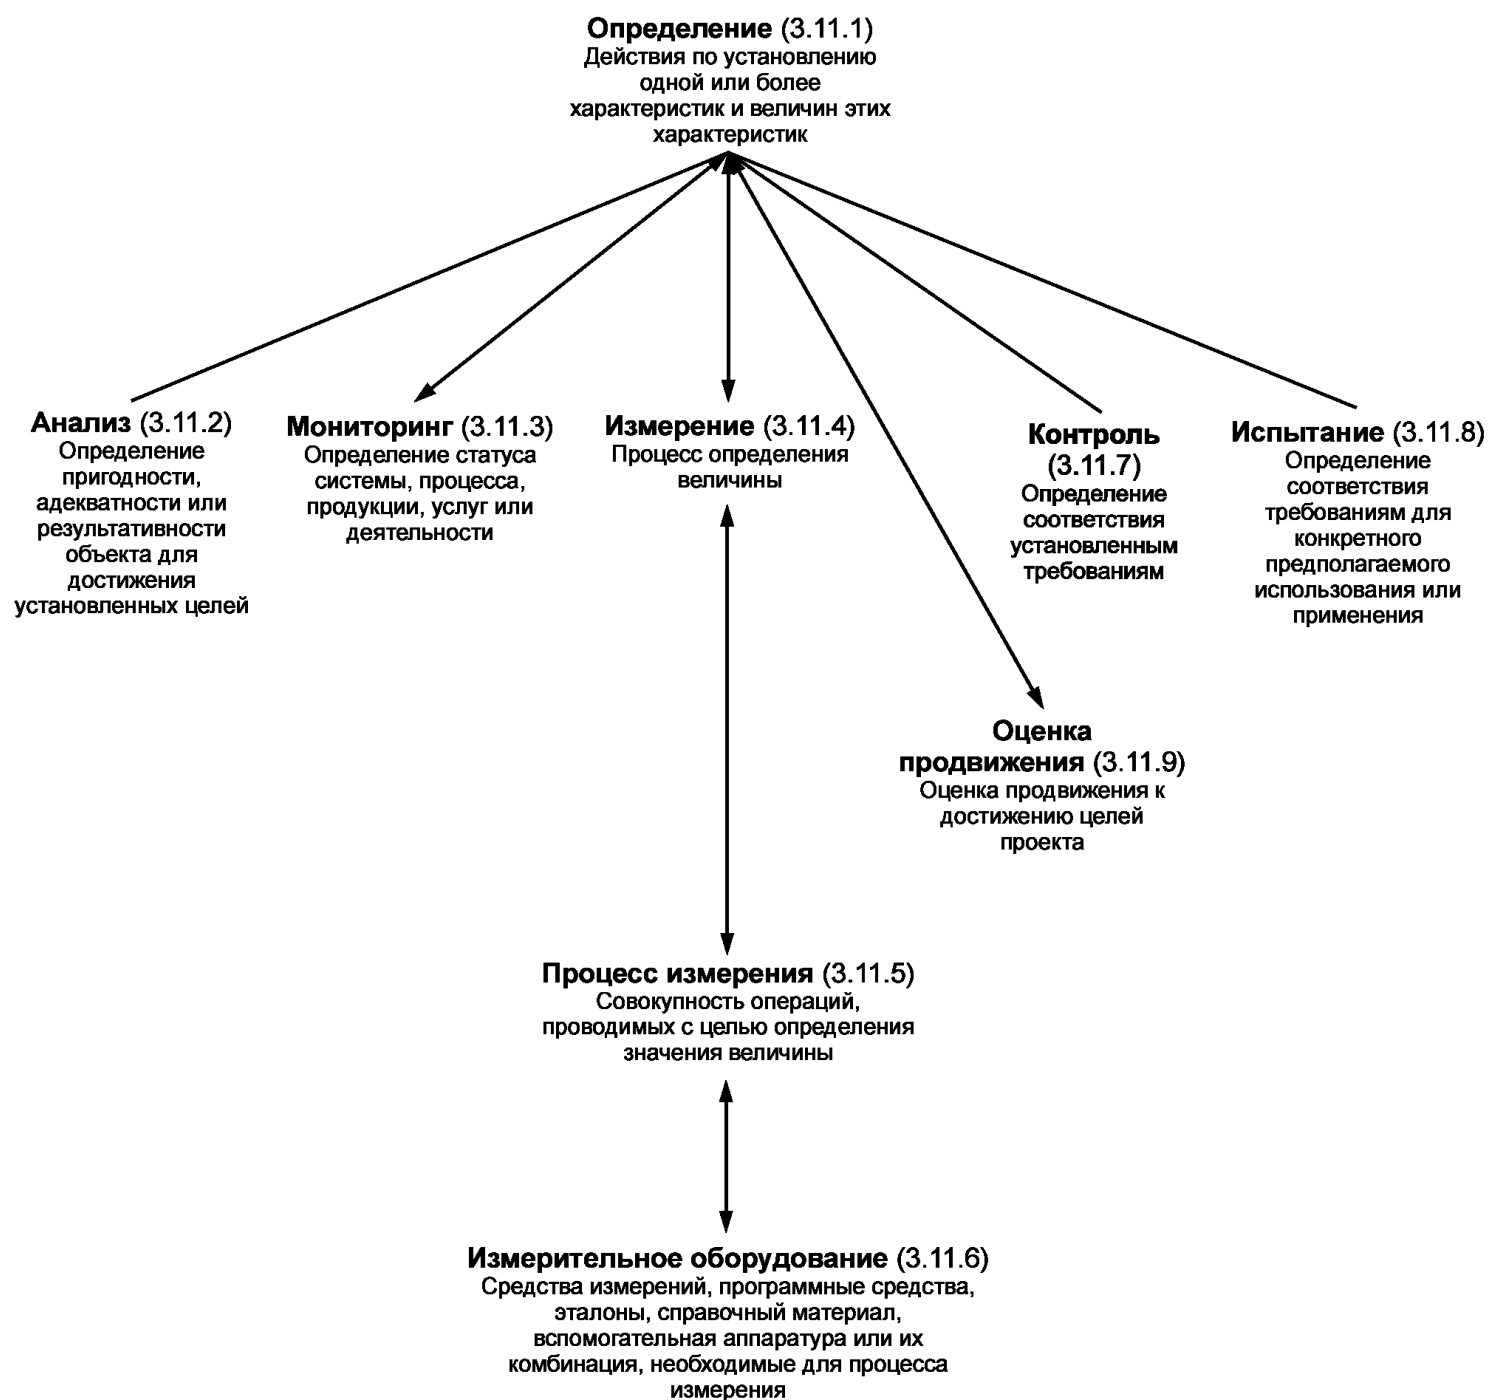 Определение (3.11.1)
Действия по установлению
одной или более
характеристик и величин этих
характеристик
Анализ (3.11.2)
Определение
пригодности,
адекватности или
результативности
объекта для
достижения
установленных целей
Мониторинг (3.11.3)
Определение статуса
системы, процесса,
продукции, услуг или
деятельности
Измерение (3.11.4)
Процесс определения
величины
Контроль
(3.11.7)
Определение
соответствия
установленным
требованиям
Испытание (3.11.8)
Определение
соответствия
требованиям для
конкретного
предполагаемого
использования или
применения
Оценка
продвижения (3.11.9)
Оценка продвижения к
достижению целей
проекта
Процесс измерения (3.11.5)
Совокупность операций,
проводимых с целью определения
значения величины
Измерительное оборудование (3.11.6)
Средства измерений, программные средства,
эталоны, справочный материал,
вспомогательная аппаратура или их
комбинация, необходимые для процесса
измерения